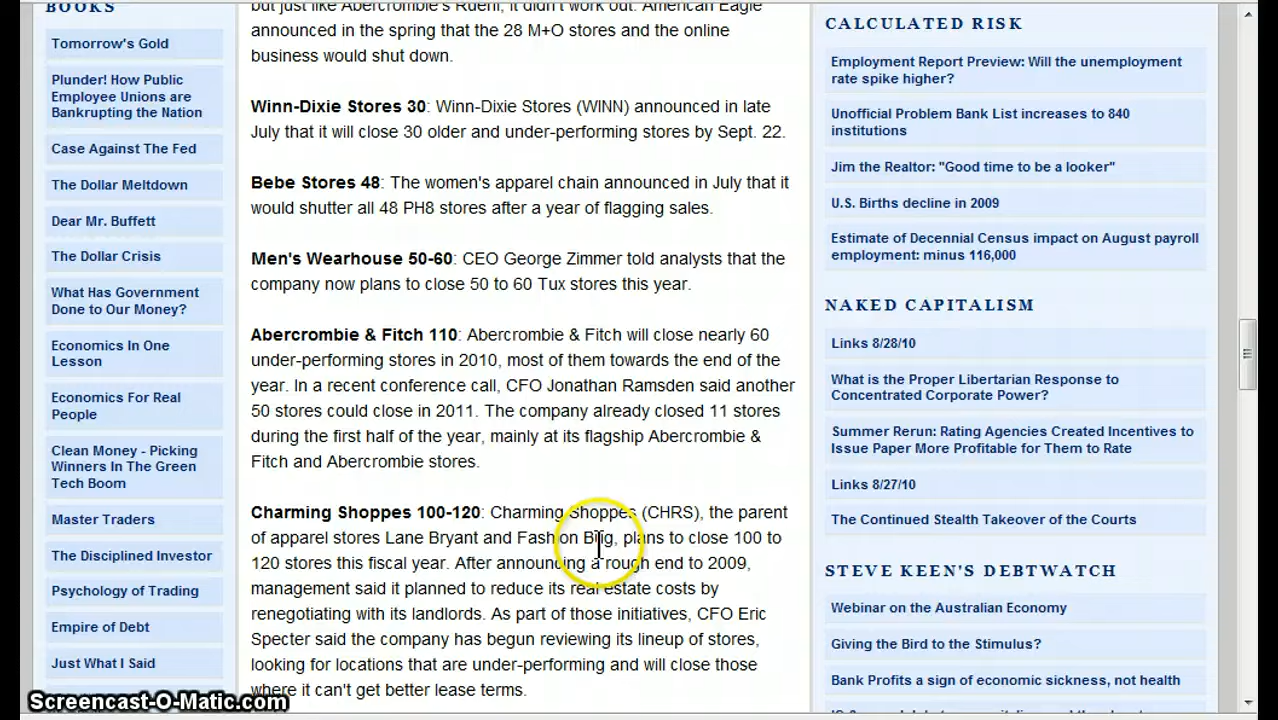 BOOKS
Tomorrow's Gold
Plunder! How Public
Employee Unions are
Bankrupting the Nation
Case Against The Fed
The Dollar Meltdown
Dear Mr. Buffett
The Dollar Crisis
What Has Government
Done to Our Money?
Economics In One
Lesson
Economics For Real
People
Clean Money - Picking
Winners In The Green
Tech Boom
Master Traders
The Disciplined Investor
Psychology of Trading
Empire of Debt
Just What I Said
but just like Abercrombie's Ruehl, it didn't work out. American Eagle
announced in the spring that the 28 M+O stores and the online
business would shut down.
Winn-Dixie Stores 30: Winn-Dixie Stores (WINN) announced in late
July that it will close 30 older and under-performing stores by Sept. 22.
Bebe Stores 48: The women's apparel chain announced in July that it
would shutter all 48 PH8 stores after a year of flagging sales.
Men's Wearhouse 50-60: CEO George Zimmer told analysts that the
company now plans to close 50 to 60 Tux stores this year.
Abercrombie & Fitch 110: Abercrombie & Fitch will close nearly 60
under-performing stores in 2010, most of them towards the end of the
year. In a recent conference call, CFO Jonathan Ramsden said another
50 stores could close in 2011. The company already closed 11 stores
during the first half of the year, mainly at its flagship Abercrombie &
Fitch and Abercrombie stores.
Charming Shoppes 100-120: Charming Shoppes (CHRS), the parent
of apparel stores Lane Bryant and Fashion Bug, plans to close 100 to
120 stores this fiscal year. After announcing a rough end to 2009,
management said it planned to reduce its real estate costs by
renegotiating with its landlords. As part of those initiatives, CFO Eric
Specter said the company has begun reviewing its lineup of stores,
looking for locations that are under-performing and will close those
where it can't get better lease terms.
CALCULATED RISK
Employment Report Preview: Will the unemployment
rate spike higher?
Unofficial Problem Bank List increases to 840
institutions
Jim the Realtor: "Good time to be a looker"
U.S. Births decline in 2009
Estimate of Decennial Census impact on August payroll
employment: minus 116,000
NAKED CAPITALISM
Links 8/28/10
What is the Proper Libertarian Response to
Concentrated Corporate Power?
Summer Rerun: Rating Agencies Created Incentives to
Issue Paper More Profitable for Them to Rate
Links 8/27/10
The Continued Stealth Takeover of the Courts
STEVE KEEN'S DEBTWATCH
Webinar on the Australian Economy
Giving the Bird to the Stimulus?
Bank Profits a sign of economic sickness, not health
Screencast-O-Matic.com